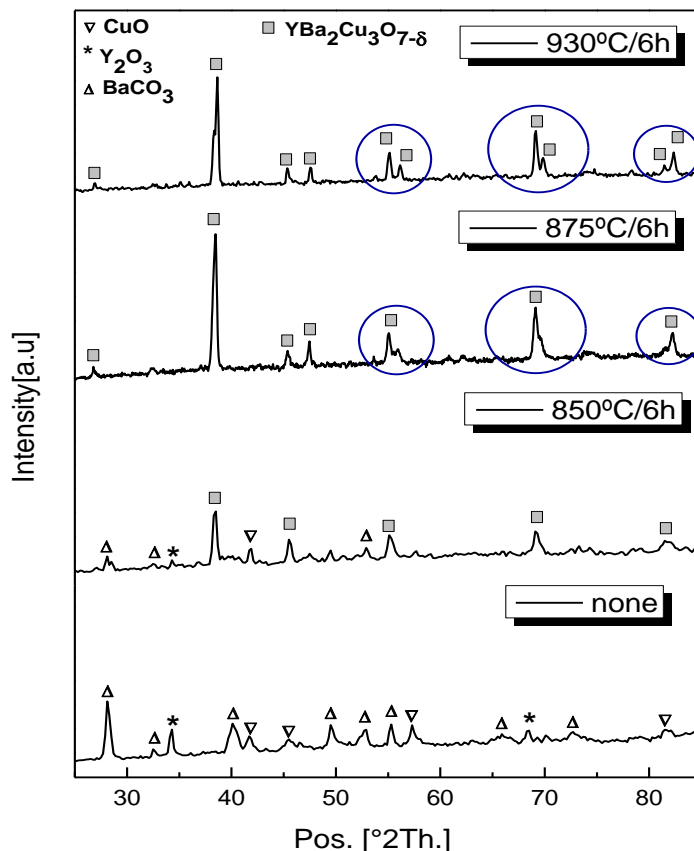 ▽ CuO
* Y2O3
△ BaCO3
■ YBa2Cu3O7-δ
930ºC/6h
875ºC/6h
850ºC/6h
none
Intensity[a.u]
30 40 50 60 70 80
Pos. [°2Th.]